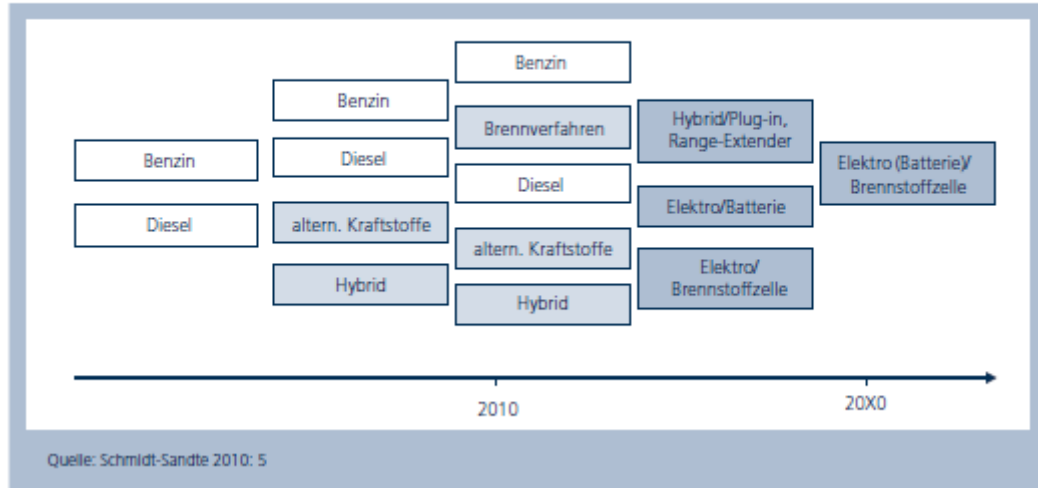 Benzin
Diesel
Benzin
Diesel
altern. Kraftstoffe
Hybrid
Benzin
Brennverfahren
Diesel
altern. Kraftstoffe
Hybrid
Hybrid/Plug-in,
Range-Extender
Elektro/Batterie
Elektro/
Brennstoffzelle
Elektro (Batterie)/
Brennstoffzelle
2010
20X0
Quelle: Schmidt-Sandte 2010: 5